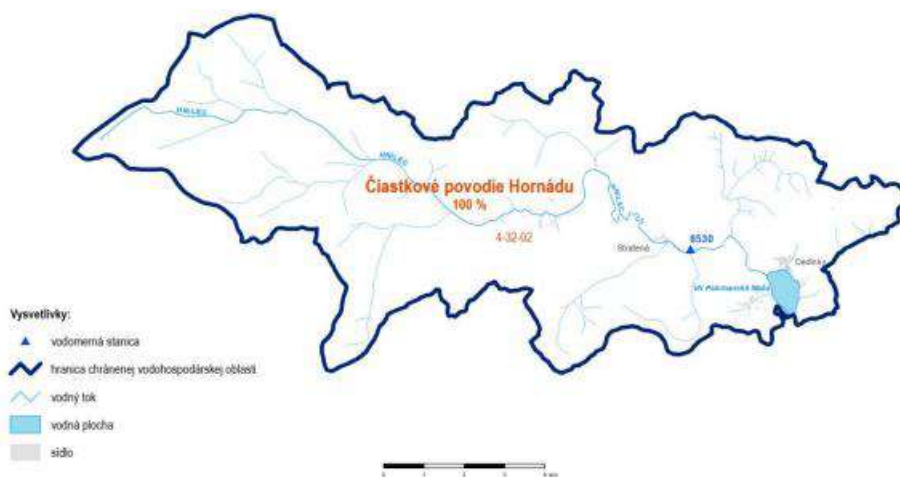 HNILEC
HNILEC
Čiastkové povodie Hornádu
100 %
4-32-02
HNILEC
6530
Stratená
Dedinky
VN Palcmanská Maša
Vysvetlivky:
vodomerná stanica
hranica chránenej vodohospodárskej oblasti
vodný tok
vodná plocha
sídlo